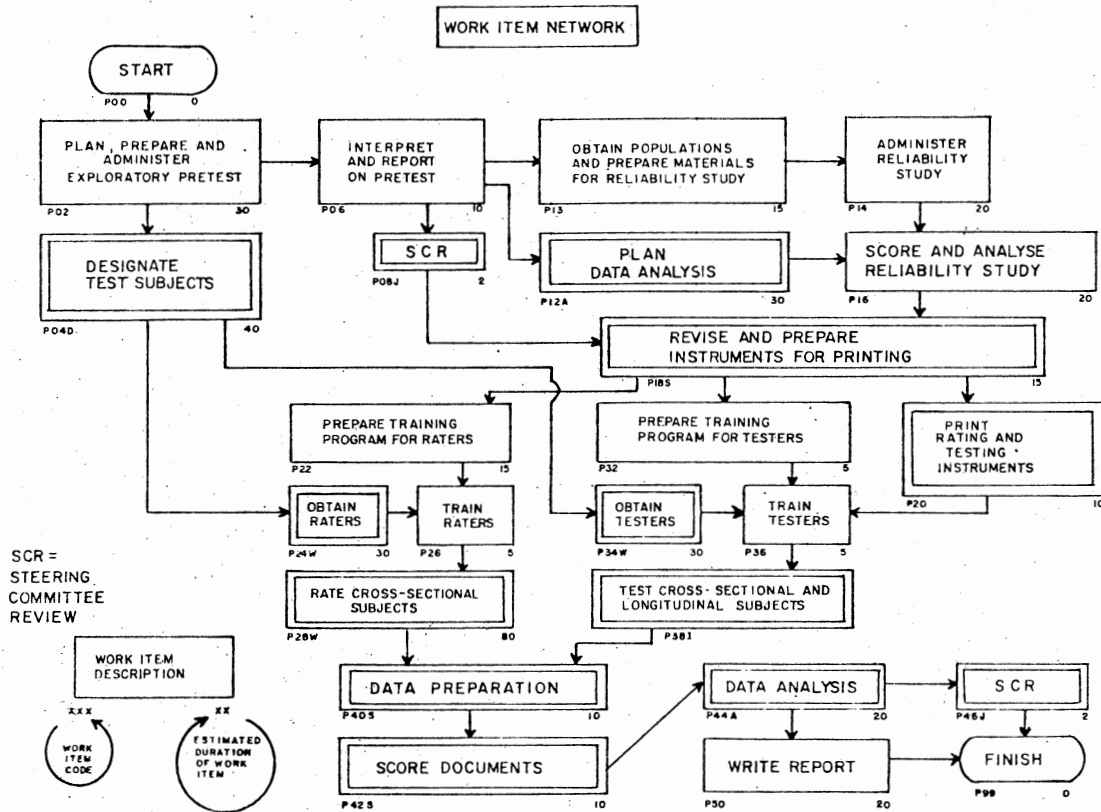 WORK ITEM NETWORK
START
P00 0
PLAN, PREPARE AND
ADMINISTER
EXPLORATORY PRETEST
P02 30
INTERPRET
AND REPORT
ON PRETEST
P06 10
OBTAIN POPULATIONS
AND PREPARE MATERIALS
FOR RELIABILITY STUDY
P13 15
ADMINISTER
RELIABILITY
STUDY
P14 20
DESIGNATE
TEST SUBJECTS
P04D 40
SCR
P08J 2
PLAN
DATA ANALYSIS
P12A 30
SCORE AND ANALYSE
RELIABILITY STUDY
P16 20
REVISE AND PREPARE
INSTRUMENTS FOR PRINTING
P18S 15
PREPARE TRAINING
PROGRAM FOR RATERS
P22 15
PREPARE TRAINING
PROGRAM FOR TESTERS
P32 5
PRINT
RATING AND
TESTING
INSTRUMENTS
P20 10
OBTAIN
RATERS
P24W 30
TRAIN
RATERS
P26 5
OBTAIN
TESTERS
P34W 30
TRAIN
TESTERS
P36 5
SCR =
STEERING
COMMITTEE
REVIEW
RATE CROSS-SECTIONAL
SUBJECTS
P28W 80
TEST CROSS-SECTIONAL AND
LONGITUDINAL SUBJECTS
WORK ITEM
DESCRIPTION
XXX XX
WORK
ITEM
CODE
ESTIMATED
DURATION
OF WORK
ITEM
DATA PREPARATION
P40S 10
DATA ANALYSIS
P44A 20
SCR
P46J 2
SCORE DOCUMENTS
P42S 10
WRITE REPORT
P50 20
FINISH
P99 0